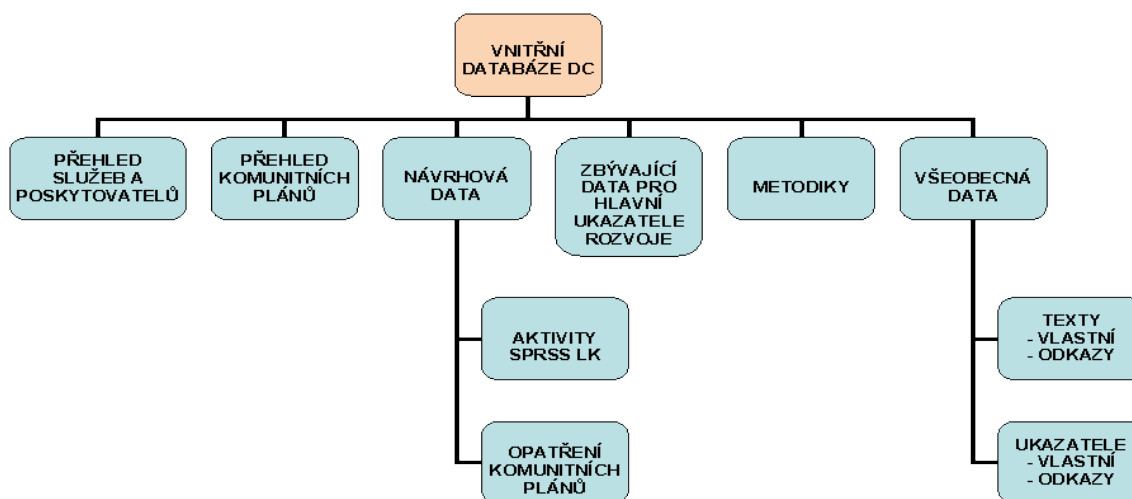 VNITŘNÍ
DATABÁZE DC
PŘEHLED
SLUŽEB A
POSKYTOVATELŮ
PŘEHLED
KOMUNITNÍCH
PLÁNŮ
NÁVRHOVÁ
DATA
ZBÝVAJÍCÍ
DATA PRO
HLAVNÍ
UKAZATELE
ROZVOJE
METODIKY
VŠEOBECNÁ
DATA
AKTIVITY
SPRSS LK
TEXTY
- VLASTNÍ
- ODKAZY
OPATŘENÍ
KOMUNITNÍCH
PLÁNŮ
UKAZATELE
- VLASTNÍ
- ODKAZY